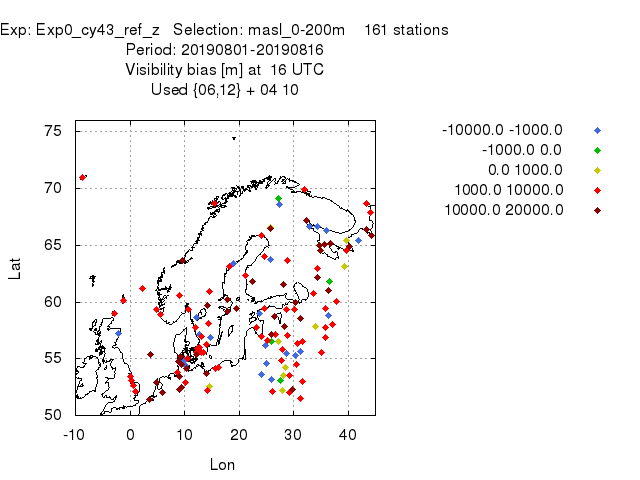 Exp: Exp0_cy43_ref_z Selection: masl_0-200m 161 stations
Period: 20190801-20190816
Visibility bias [m] at 16 UTC
Used {06,12} + 04 10
-10000.0 -1000.0
-1000.0 0.0
0.0 1000.0
1000.0 10000.0
10000.0 20000.0
75
70
65
60
55
50
Lat
-10 0 10 20 30 40
Lon